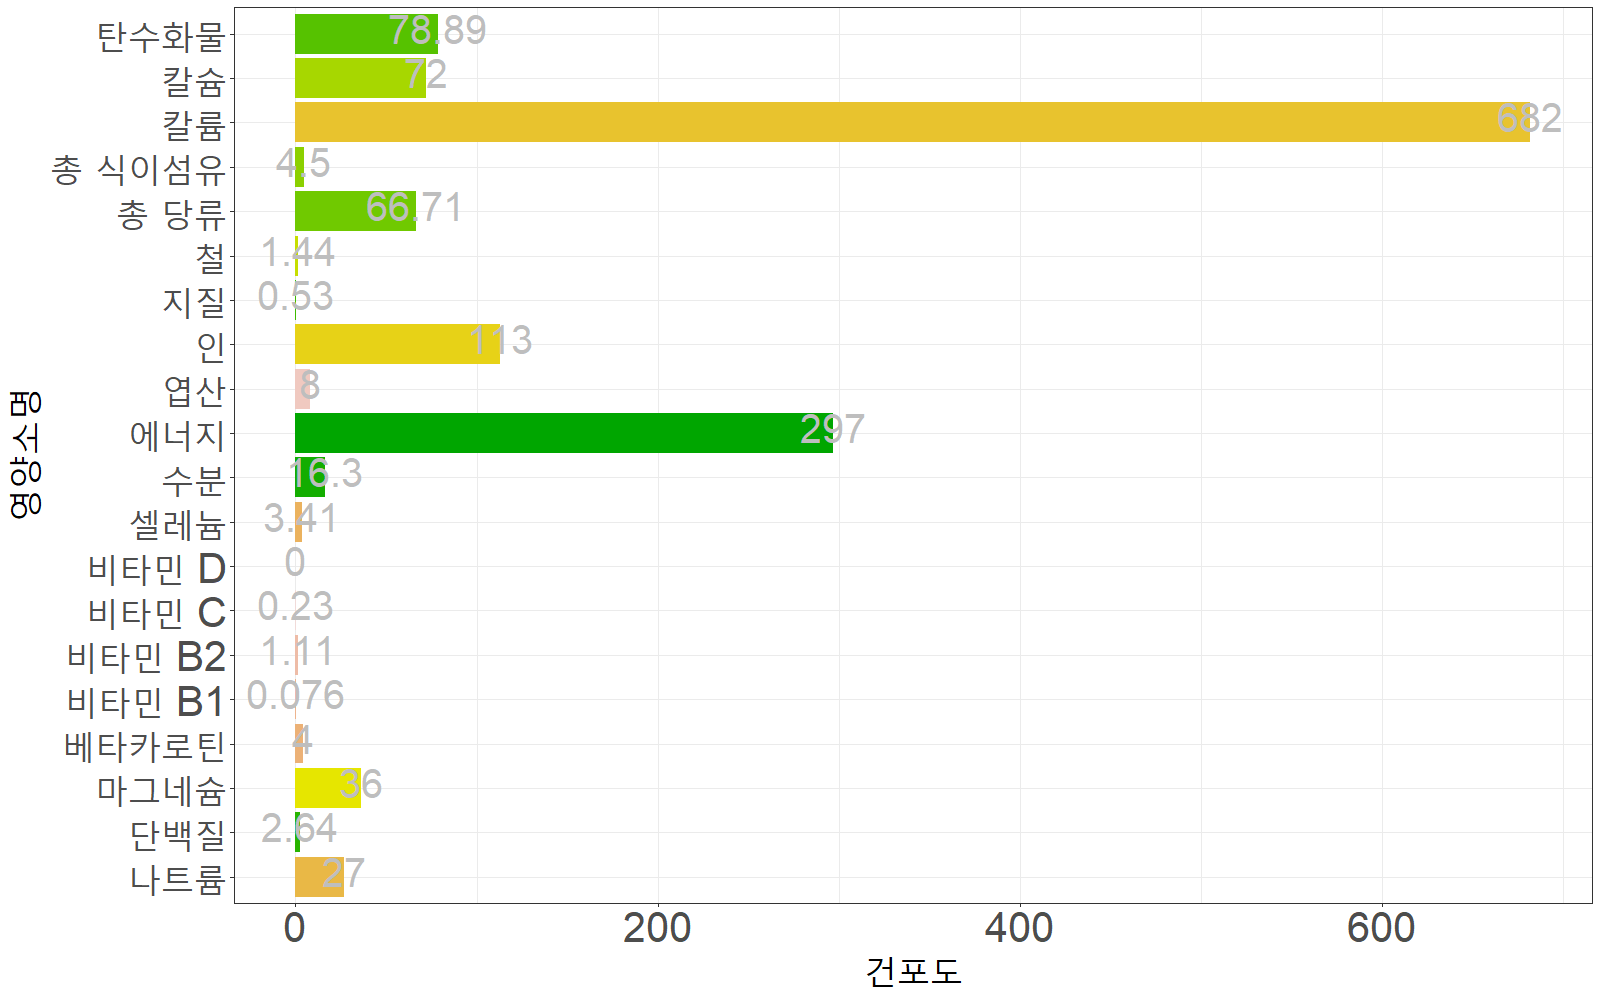 영양소명
탄수화물 78.89
칼슘 72
칼륨 682
총 식이섬유 4.5
총 당류 66.71
철 1.44
지질 0.53
인 113
엽산 8
에너지 297
수분 16.3
셀레늄 3.41
비타민 D 0
비타민 C 0.23
비타민 B2 1.11
비타민 B1 0.076
베타카로틴 4
마그네슘 36
단백질 2.64
나트륨 27
0 200 400 600
건포도